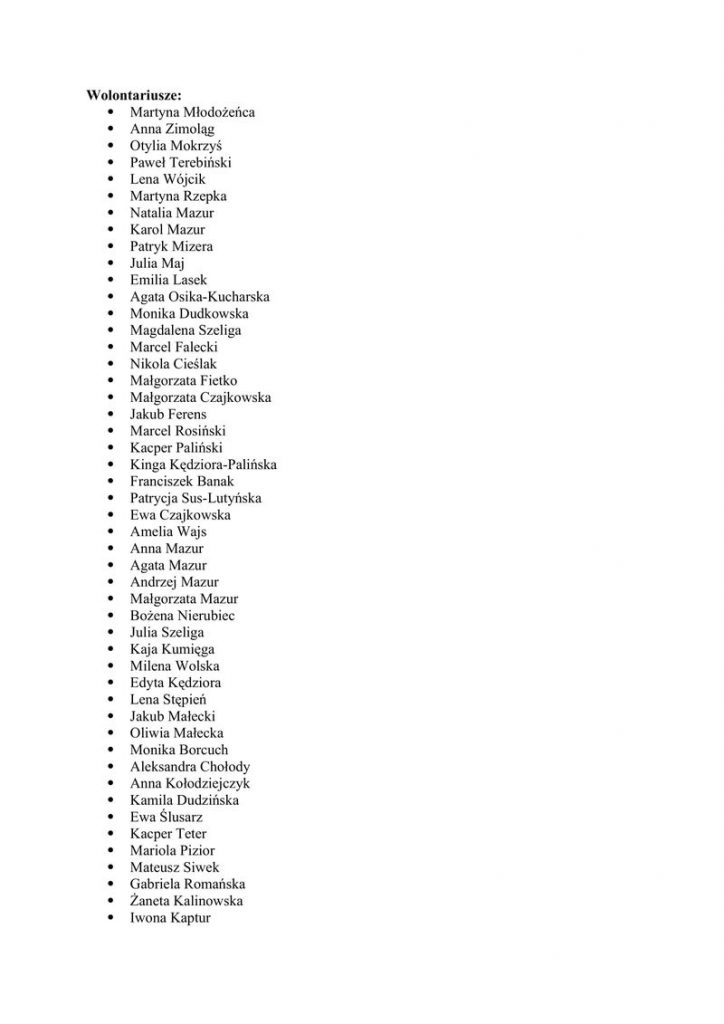 Wolontariusze:
• Martyna Młodożeńca
• Anna Zimoląg
• Otylia Mokrzyś
• Paweł Terebiński
• Lena Wójcik
• Martyna Rzepka
• Natalia Mazur
• Karol Mazur
• Patryk Mizera
• Julia Maj
• Emilia Lasek
• Agata Osika-Kucharska
• Monika Dudkowska
• Magdalena Szeliga
• Marcel Falecki
• Nikola Cieślak
• Małgorzata Fietko
• Małgorzata Czajkowska
• Jakub Ferens
• Marcel Rosiński
• Kacper Paliński
• Kinga Kędziora-Palińska
• Franciszek Banak
• Patrycja Sus-Lutyńska
• Ewa Czajkowska
• Amelia Wajs
• Anna Mazur
• Agata Mazur
• Andrzej Mazur
• Małgorzata Mazur
• Bożena Nierubiec
• Julia Szeliga
• Kaja Kumięga
• Milena Wolska
• Edyta Kędziora
• Lena Stępień
• Jakub Małecki
• Oliwia Małecka
• Monika Borcuch
• Aleksandra Chołody
• Anna Kołodziejczyk
• Kamila Dudzińska
• Ewa Ślusarz
• Kacper Teter
• Mariola Pizior
• Mateusz Siwek
• Gabriela Romańska
• Żaneta Kalinowska
• Iwona Kaptur